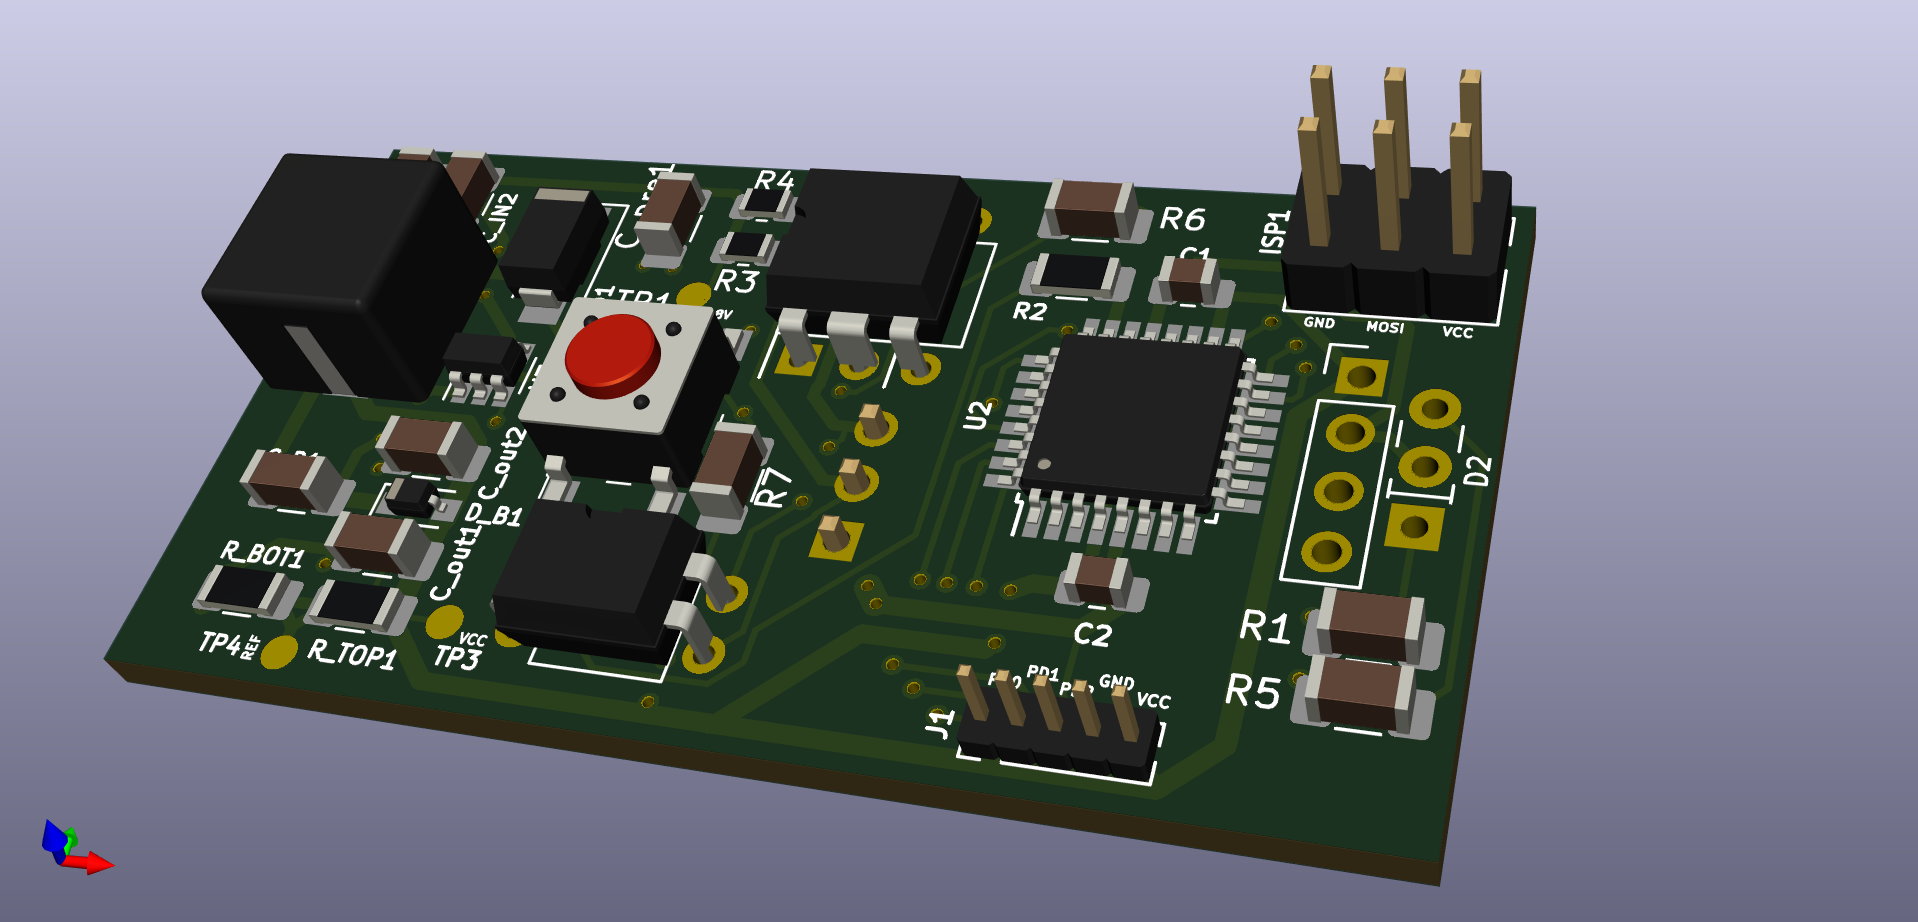 R4
C_IN2
R3
TP1
R6
C1
R2
ISP1
GND
MOSI
VCC
U2
D2
C_out2
R7
D_B1
C_out1
R_BOT1
R_TOP1
TP4
REF
VCC
TP3
C2
R1
R5
J1
PD1
GND
VCC